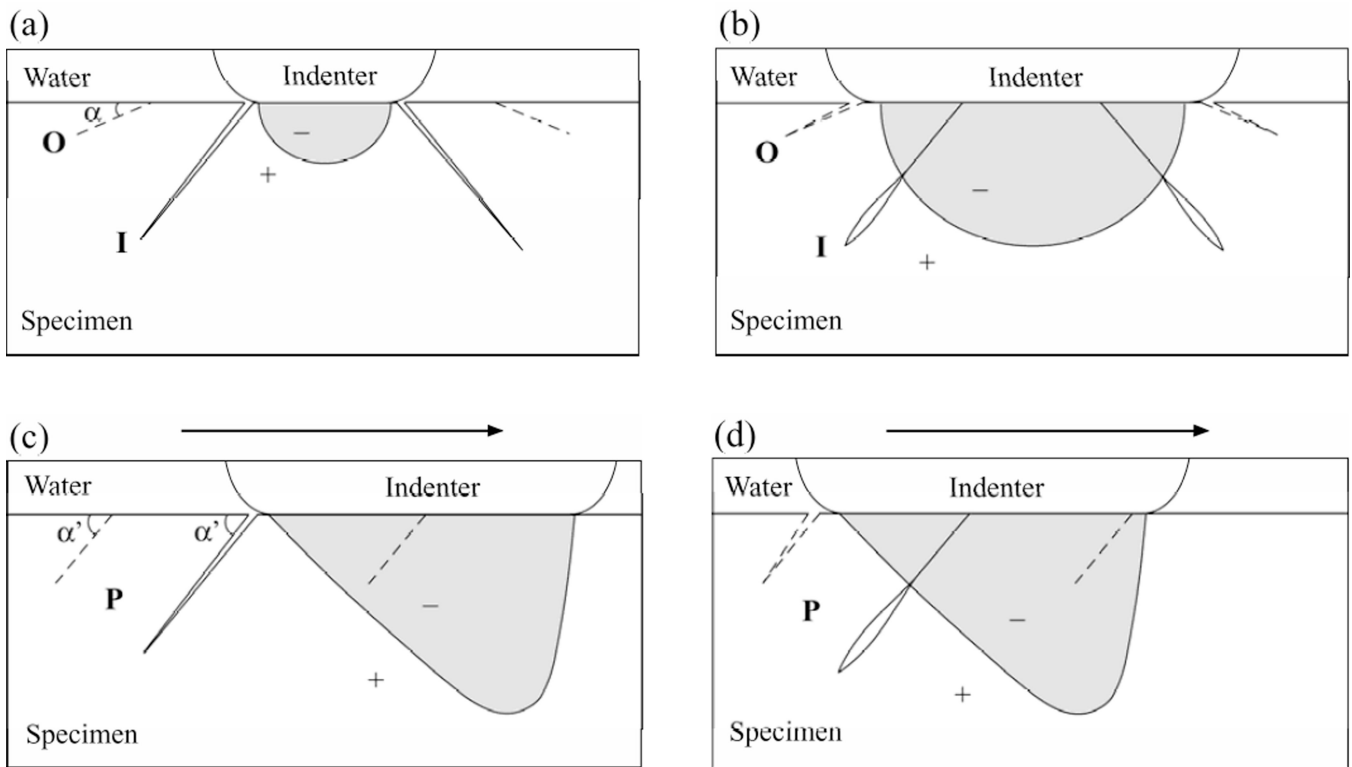 (a)
Water
Indenter
α
O
−
+
I
Specimen
(b)
Water
Indenter
O
−
I
+
Specimen
(c)
Water
Indenter
α’
α’
P
−
+
Specimen
(d)
Water
Indenter
P
−
+
Specimen